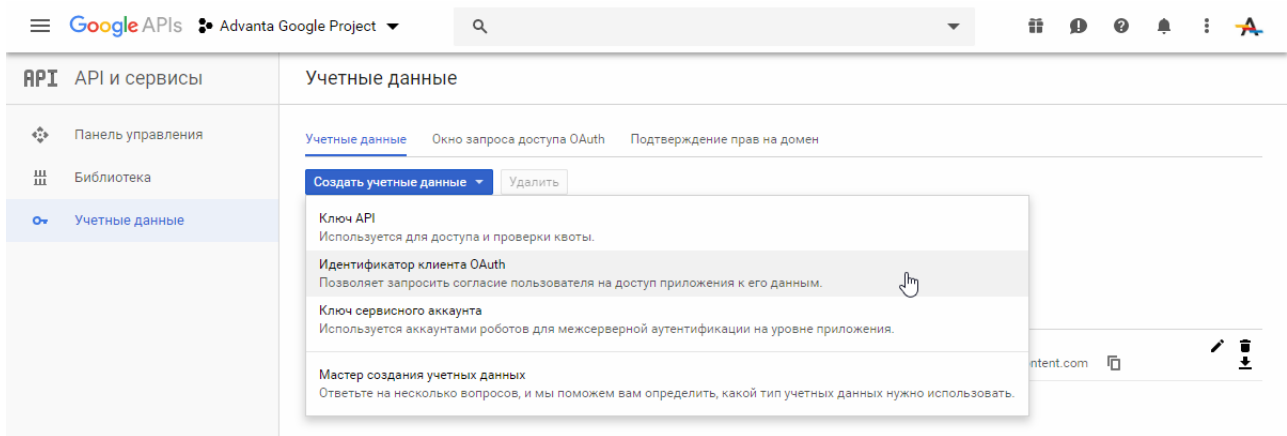 Google APIs Advanta Google Project
API API и сервисы
Учетные данные
Панель управления
Библиотека
Учетные данные
Учетные данные Окно запроса доступа OAuth Подтверждение прав на домен
Создать учетные данные Удалить
Ключ API
Используется для доступа и проверки квоты.
Идентификатор клиента OAuth
Позволяет запросить согласие пользователя на доступ приложения к его данным.
Ключ сервисного аккаунта
Используется аккаунтами роботов для межсерверной аутентификации на уровне приложения.
Мастер создания учетных данных
Ответьте на несколько вопросов, и мы поможем вам определить, какой тип учетных данных нужно использовать.
ntent.com